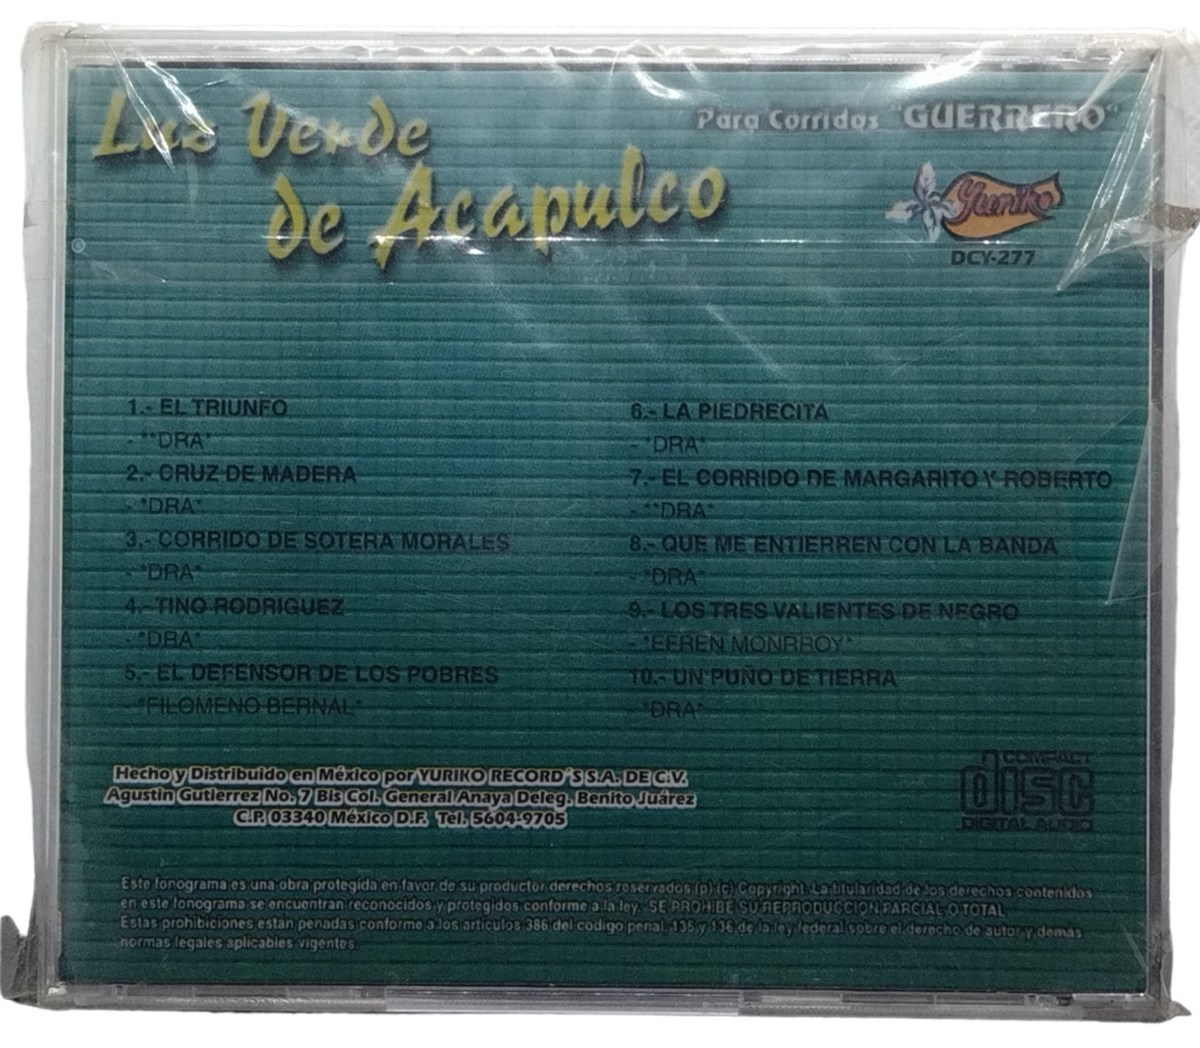 Luz Verde
de Acapulco
Para Corridos "GUERRERO"
Yuriko
DCY-277
1.- EL TRIUNFO
- **DRA*
2.- CRUZ DE MADERA
- *DRA*
3.- CORRIDO DE SOTERA MORALES
- *DRA*
4.- TINO RODRIGUEZ
- *DRA*
5.- EL DEFENSOR DE LOS POBRES
- *FILOMENO BERNAL*
6.- LA PIEDRECITA
- *DRA*
7.- EL CORRIDO DE MARGARITO Y ROBERTO
- **DRA*
8.- QUE ME ENTIERREN CON LA BANDA
- *DRA*
9.- LOS TRES VALIENTES DE NEGRO
- *EFREN MONRROY*
10.- UN PUÑO DE TIERRA
- *DRA*
Hecho y Distribuido en México por YURIKO RECORD´S S.A. DE C.V.
Agustin Gutierrez No. 7 Bis Col. General Anaya Deleg. Benito Juárez
C.P. 03340 México D.F. Tel. 5604-9705
COMPACT
disc
DIGITAL AUDIO
Este fonograma es una obra protegida en favor de su productor derechos reservados (p) (c) Copyright. La titularidad de los derechos contenidos
en este fonograma se encuentran reconocidos y protegidos conforme a la ley. SE PROHIBE SU REPRODUCCION PARCIAL O TOTAL
Estas prohibiciones están penadas conforme a los articulos 386 del codigo penal, 135 y 136 de la ley federal sobre el derecho de autor y demás
normas legales aplicables vigentes.